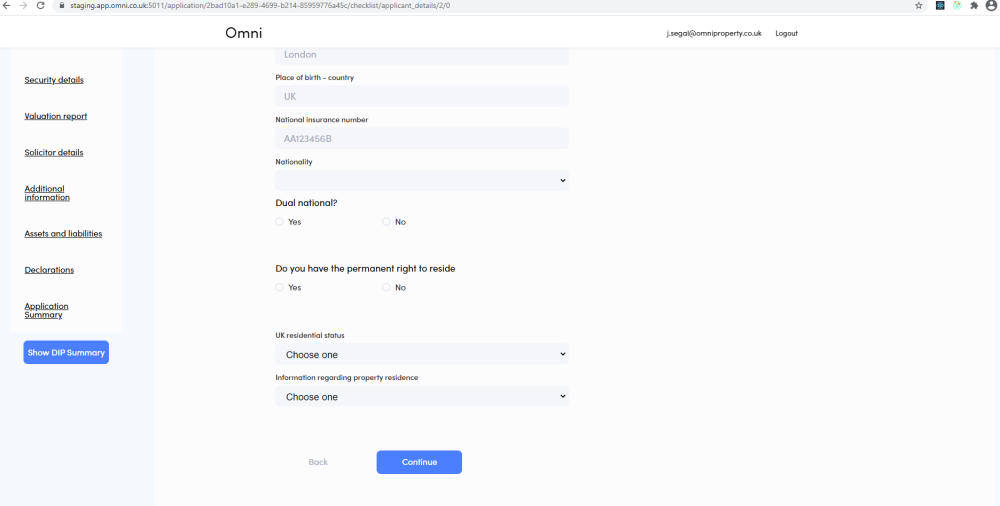 staging.app.omni.co.uk:5011/application/2bad10a1-e289-4699-b214-85959776a45c/checklist/applicant_details/2/0
Omni
j.segal@omniproperty.co.uk Logout
Security details
Valuation report
Solicitor details
Additional
information
Assets and liabilities
Declarations
Application
Summary
Show DIP Summary
London
Place of birth - country
UK
National insurance number
AA123456B
Nationality
Dual national?
Yes No
Do you have the permanent right to reside
Yes No
UK residential status
Choose one
Information regarding property residence
Choose one
Back Continue